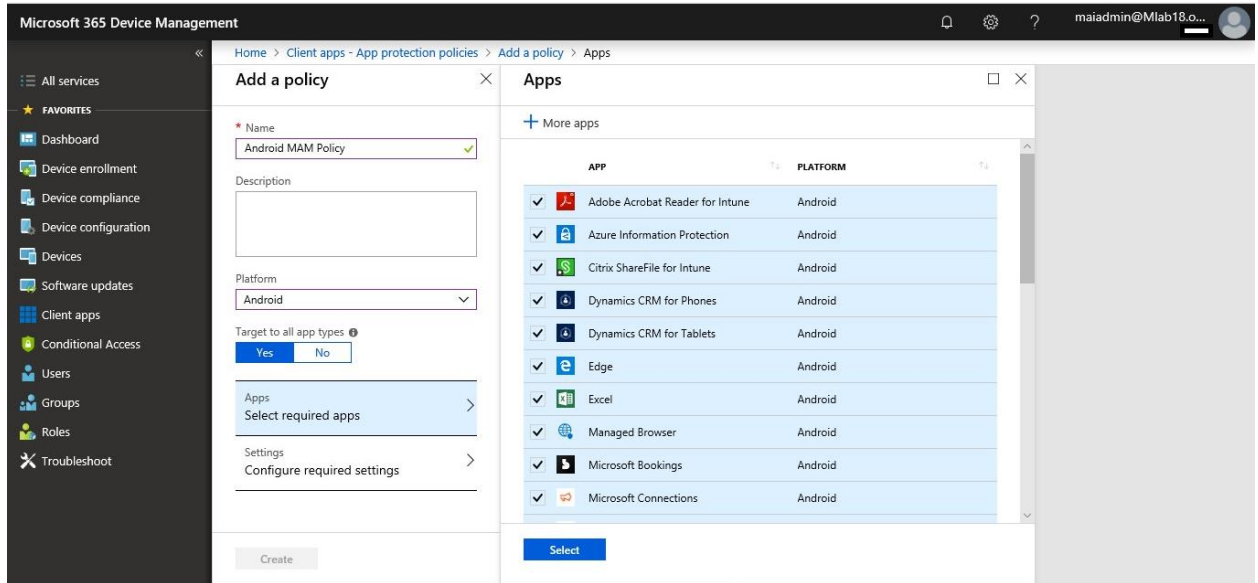 Microsoft 365 Device Management
?
maiadmin@Mlab18.o...
«
All services
FAVORITES
Dashboard
Device enrollment
Device compliance
Device configuration
Devices
Software updates
Client apps
Conditional Access
Users
Groups
Roles
Troubleshoot
Home > Client apps - App protection policies > Add a policy > Apps
Add a policy
* Name
Android MAM Policy
Description
Platform
Android
Target to all app types
Yes No
Apps
Select required apps
Settings
Configure required settings
Create
Apps
More apps
APP PLATFORM
Adobe Acrobat Reader for Intune Android
Azure Information Protection Android
Citrix ShareFile for Intune Android
Dynamics CRM for Phones Android
Dynamics CRM for Tablets Android
Edge Android
Excel Android
Managed Browser Android
Microsoft Bookings Android
Microsoft Connections Android
Select